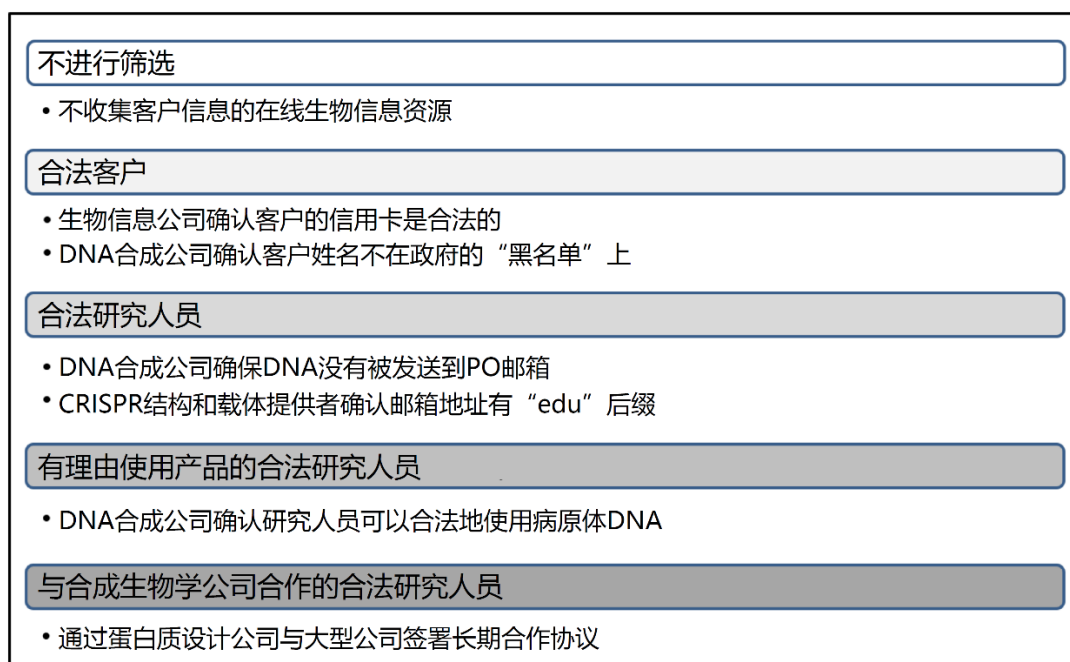 不进行筛选
• 不收集客户信息的在线生物信息资源
合法客户
• 生物信息公司确认客户的信用卡是合法的
• DNA合成公司确认客户姓名不在政府的“黑名单”上
合法研究人员
• DNA合成公司确保DNA没有被发送到PO邮箱
• CRISPR结构和载体提供者确认邮箱地址有“edu”后缀
有理由使用产品的合法研究人员
• DNA合成公司确认研究人员可以合法地使用病原体DNA
与合成生物学公司合作的合法研究人员
• 通过蛋白质设计公司与大型公司签署长期合作协议